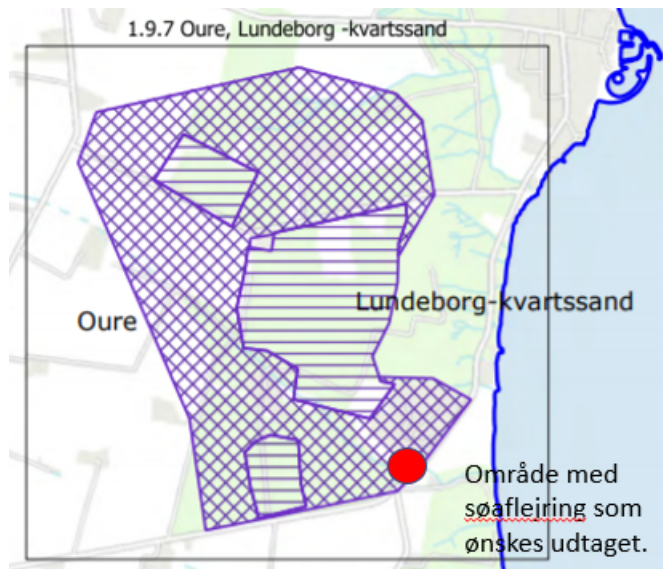 1.9.7 Oure, Lundeborg -kvartssand
Lundeborg-kvartssand
Oure
Område med
søaflejring som
ønskes udtaget.